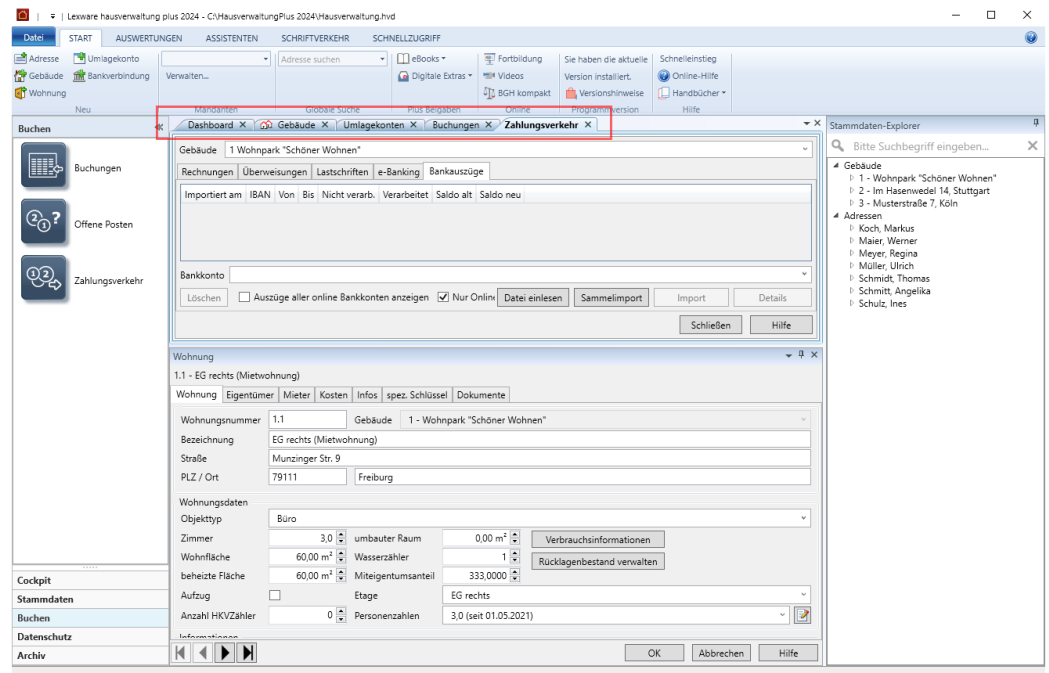 Lexware hausverwaltung plus 2024 - C:\HausverwaltungPlus 2024\Hausverwaltung.hvd
Datei START AUSWERTUNGEN ASSISTENTEN SCHRIFTVERKEHR SCHNELLZUGRIFF
Adresse Umlagekonto Adresse suchen eBooks Fortbildung Sie haben die aktuelle Schnelleinstieg
Gebäude Bankverbindung Verwalten... Digitale Extras Videos Version installiert. Online-Hilfe
Wohnung BGH kompakt Versionshinweise Handbücher
Neu Mandanten Globale Suche Plus Beigaben Online Programmversion Hilfe
Buchen
Buchungen
Offene Posten
Zahlungsverkehr
Cockpit
Stammdaten
Buchen
Datenschutz
Archiv
Dashboard Gebäude Umlagekonten Buchungen Zahlungsverkehr
Gebäude 1 Wohnpark "Schöner Wohnen"
Rechnungen Überweisungen Lastschriften e-Banking Bankauszüge
Importiert am IBAN Von Bis Nicht verarb. Verarbeitet Saldo alt Saldo neu
Bankkonto
Löschen Auszüge aller online Bankkonten anzeigen Nur Online Datei einlesen Sammelimport Import Details
Schließen Hilfe
Wohnung
1.1 - EG rechts (Mietwohnung)
Wohnung Eigentümer Mieter Kosten Infos spez. Schlüssel Dokumente
Wohnungsnummer 1.1 Gebäude 1 - Wohnpark "Schöner Wohnen"
Bezeichnung EG rechts (Mietwohnung)
Straße Munzinger Str. 9
PLZ / Ort 79111 Freiburg
Wohnungsdaten
Objekttyp Büro
Zimmer 3,0 umbauter Raum 0,00 m² Verbrauchsinformationen
Wohnfläche 60,00 m² Wasserzähler 1 Rücklagenbestand verwalten
beheizte Fläche 60,00 m² Miteigentumsanteil 333,0000
Aufzug Etage EG rechts
Anzahl HKVZähler 0 Personenzahlen 3,0 (seit 01.05.2021)
Informationen
OK Abbrechen Hilfe
Stammdaten-Explorer
Bitte Suchbegriff eingeben...
Gebäude
1 - Wohnpark "Schöner Wohnen"
2 - Im Hasenwedel 14, Stuttgart
3 - Musterstraße 7, Köln
Adressen
Koch, Markus
Maier, Werner
Meyer, Regina
Müller, Ulrich
Schmidt, Thomas
Schmitt, Angelika
Schulz, Ines